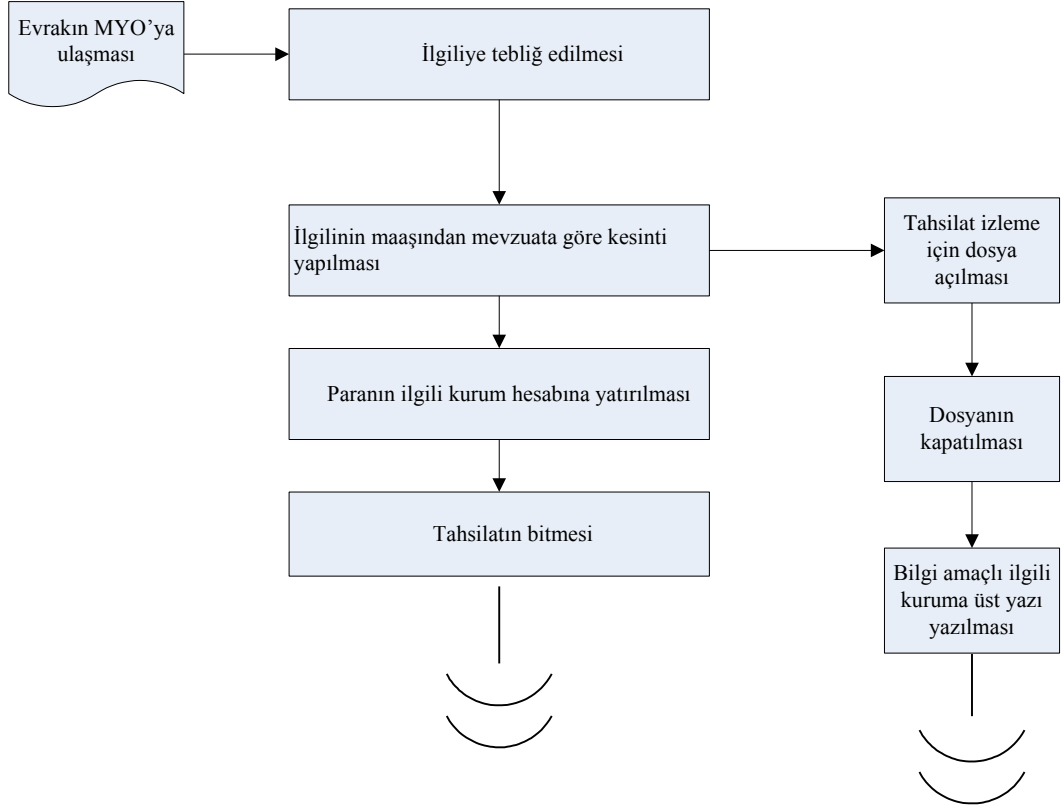 Evrakın MYO’ya
ulaşması
İlgiliye tebliğ edilmesi
İlgilinin maaşından mevzuata göre kesinti
yapılması
Tahsilat izleme
için dosya
açılması
Paranın ilgili kurum hesabına yatırılması
Dosyanın
kapatılması
Tahsilatın bitmesi
Bilgi amaçlı ilgili
kuruma üst yazı
yazılması